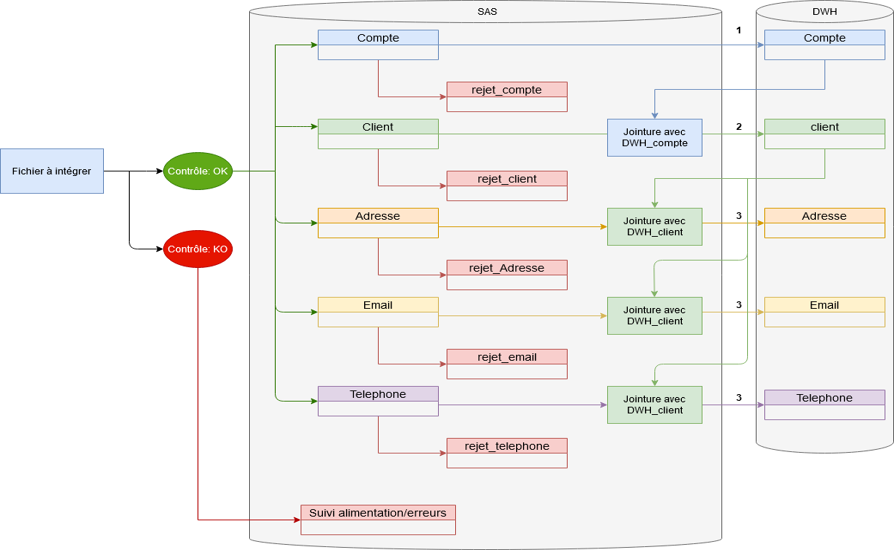 SAS
DWH
Compte
1
Compte
rejet_compte
Client
Jointure avec
DWH_compte
2
client
Fichier à intégrer
Contrôle: OK
rejet_client
Adresse
Jointure avec
DWH_client
3
Adresse
Contrôle: KO
rejet_Adresse
Email
Jointure avec
DWH_client
3
Email
rejet_email
Telephone
Jointure avec
DWH_client
3
Telephone
rejet_telephone
Suivi alimentation/erreurs